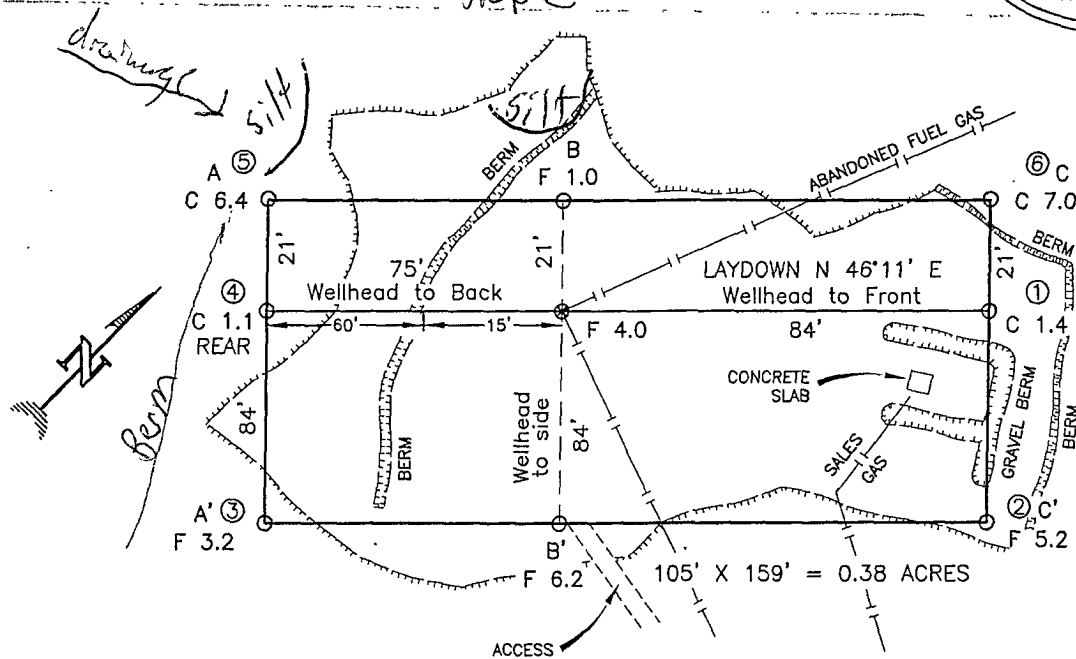 drainage
silt
silt
BERM
B
F 1.0
ABANDONED FUEL GAS
A ⑤
C 6.4
⑥ C
C 7.0
BERM
21'
21'
21'
75'
Wellhead to Back
LAYDOWN N 46°11' E
Wellhead to Front
④
C 1.1
REAR
60'
15'
F 4.0
84'
①
C 1.4
N
CONCRETE
SLAB
Berm
84'
BERM
Wellhead
to side
84'
SALES
GAS
GRAVEL BERM
BERM
A' ③
F 3.2
B'
F 6.2
② C'
F 5.2
105' X 159' = 0.38 ACRES
ACCESS